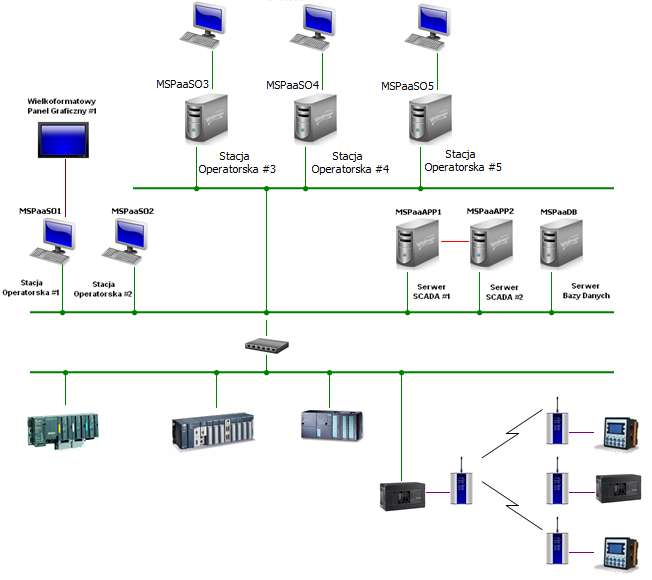 MSPaaSO3
MSPaaSO4
MSPaaSO5
Wielkoformatowy
Panel Graficzny #1
Stacja
Operatorska #3
Stacja
Operatorska #4
Stacja
Operatorska #5
MSPaaSO1
MSPaaSO2
MSPaaAPP1
MSPaaAPP2
MSPaaDB
Stacja
Operatorska #1
Stacja
Operatorska #2
Serwer
SCADA #1
Serwer
SCADA #2
Serwer
Bazy Danych